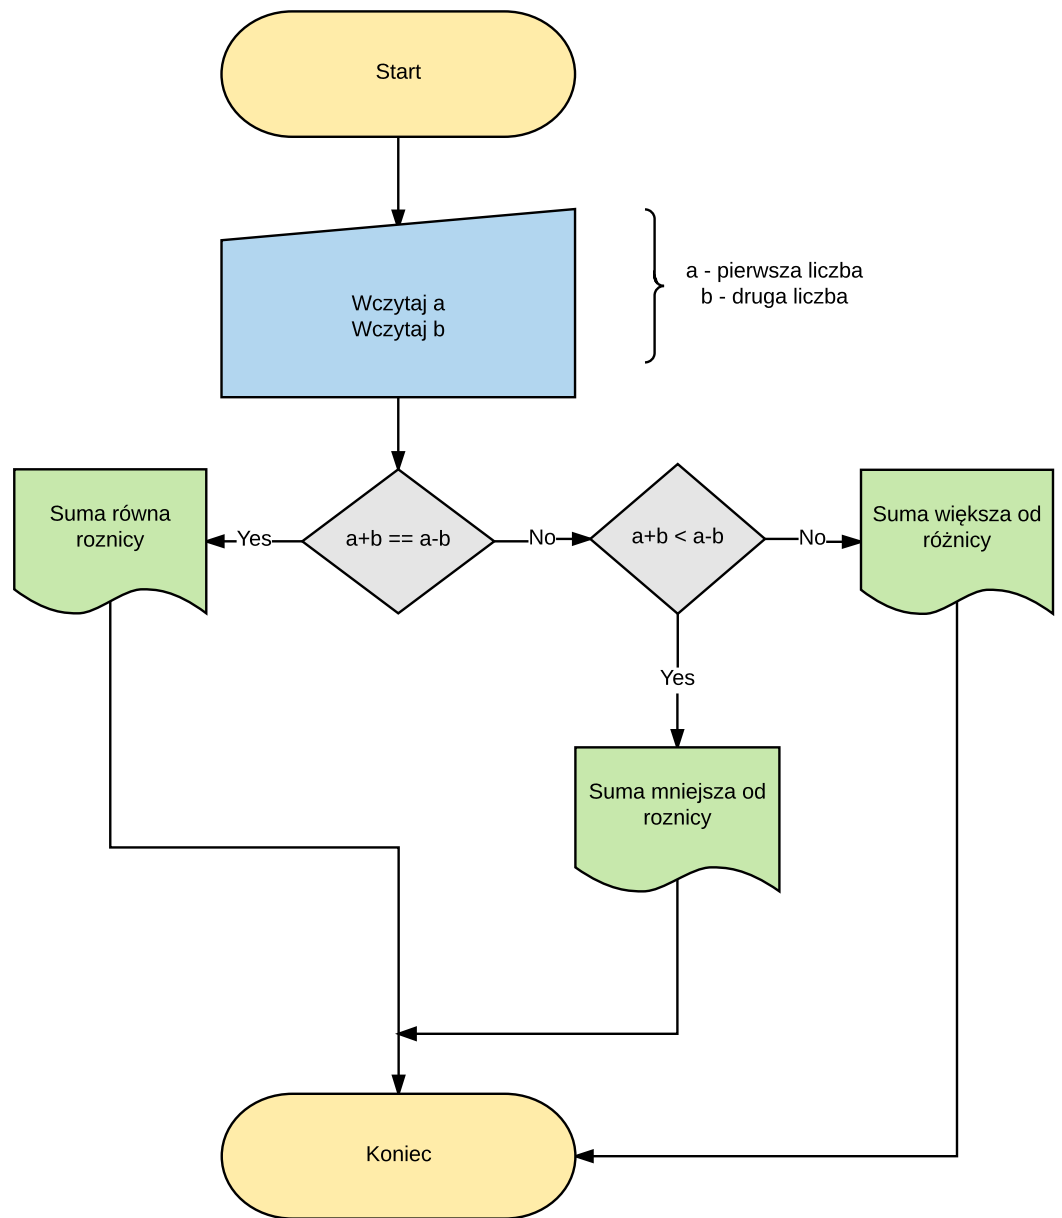 Start
Wczytaj a
Wczytaj b
a - pierwsza liczba
b - druga liczba
Suma równa
roznicy
Yes
a+b == a-b
No
a+b < a-b
No
Suma większa od
różnicy
Yes
Suma mniejsza od
roznicy
Koniec